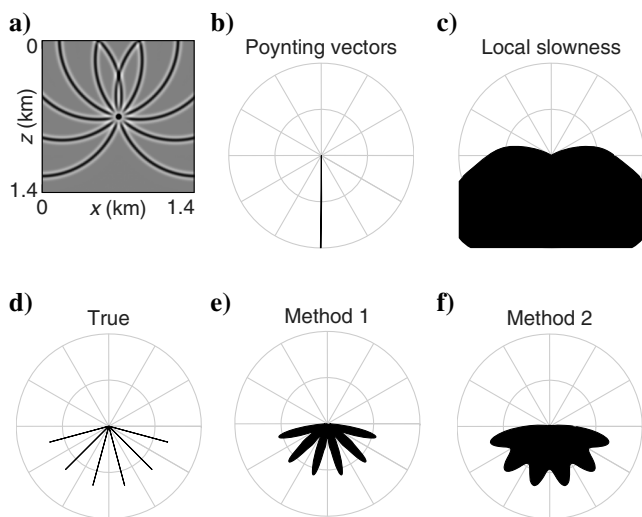 a)
0
z (km)
1.4
0
x (km)
1.4
b)
Poynting vectors
c)
Local slowness
d)
True
e)
Method 1
f)
Method 2